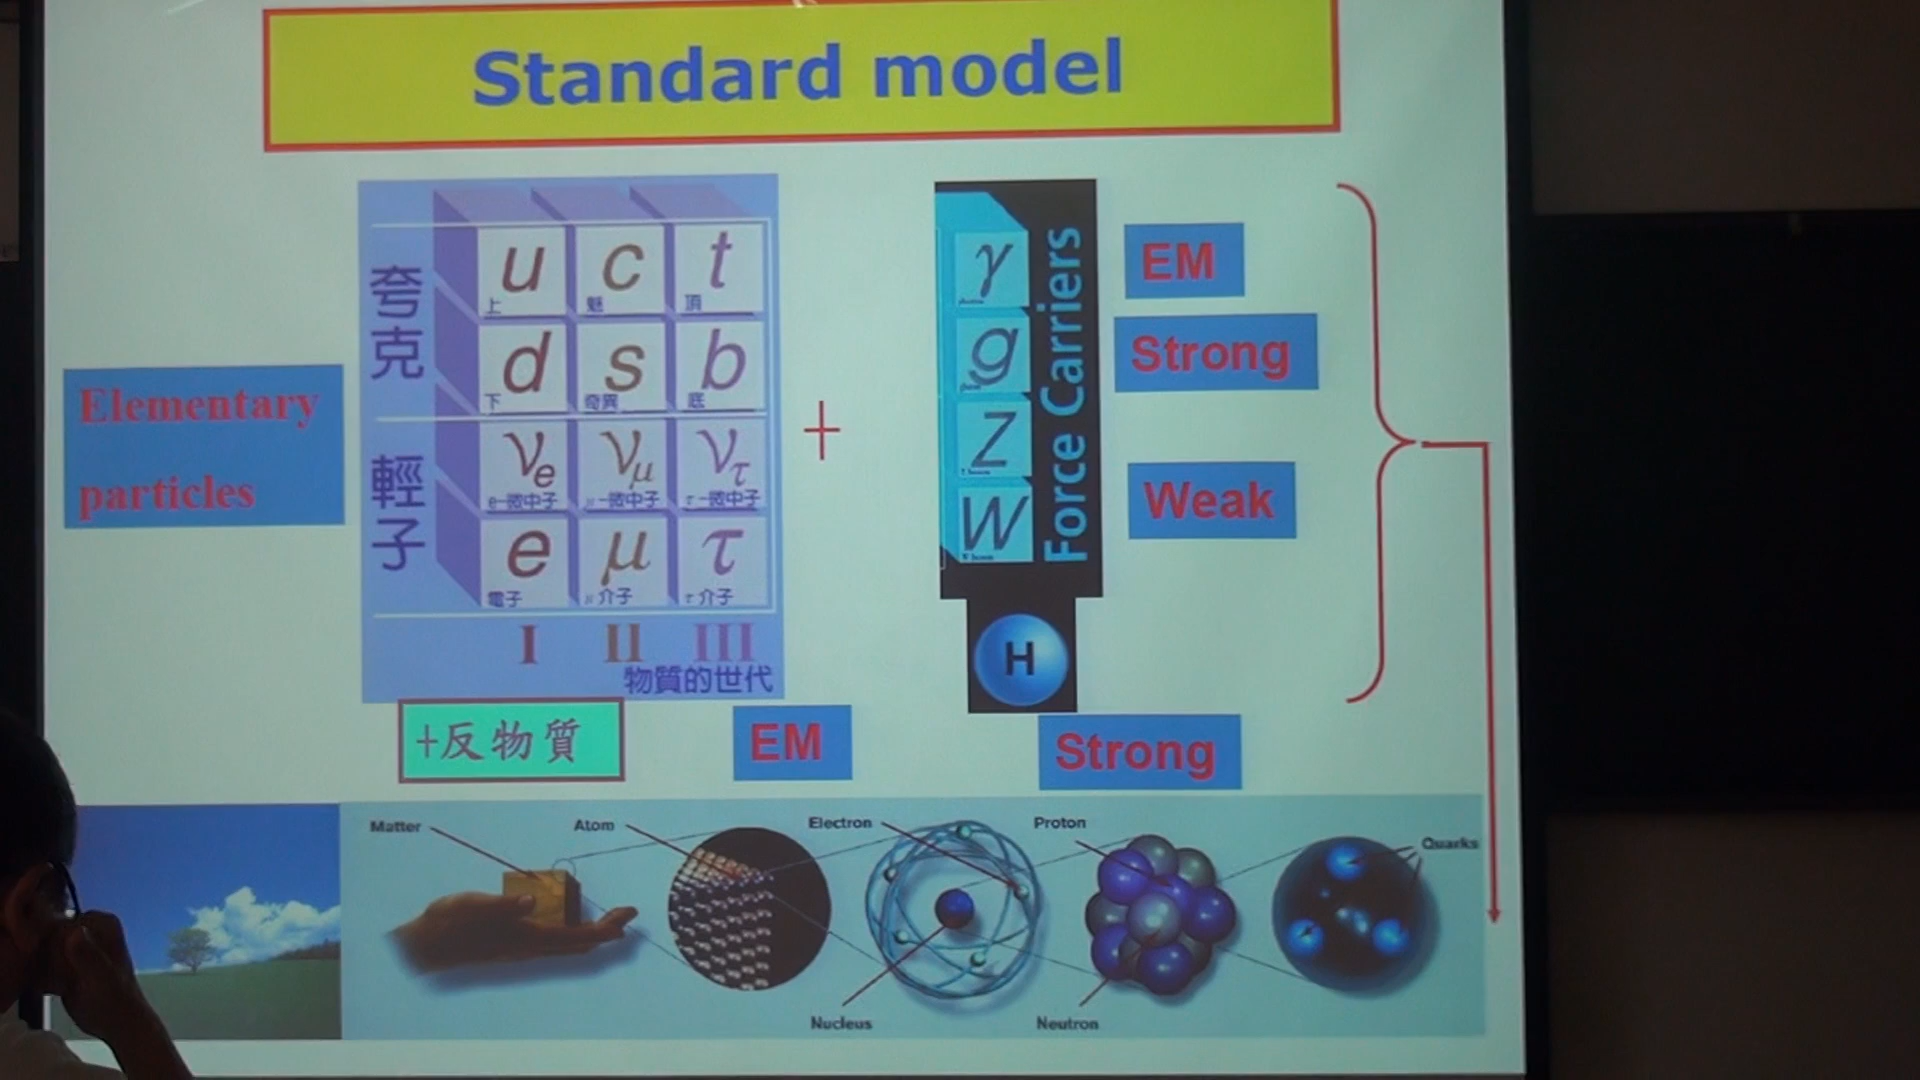 Standard model
Elementary
particles
夸克
輕子
u
上
c
魅
t
頂
d
下
s
奇異
b
底
νe
e-微中子
νμ
μ-微中子
ντ
τ-微中子
e
電子
μ
μ介子
τ
τ介子
I II III
物質的世代
+反物質
+
γ
g
Z
W
Force Carriers
H
EM
Strong
Weak
EM
Strong
Matter
Atom
Electron
Proton
Quarks
Nucleus
Neutron